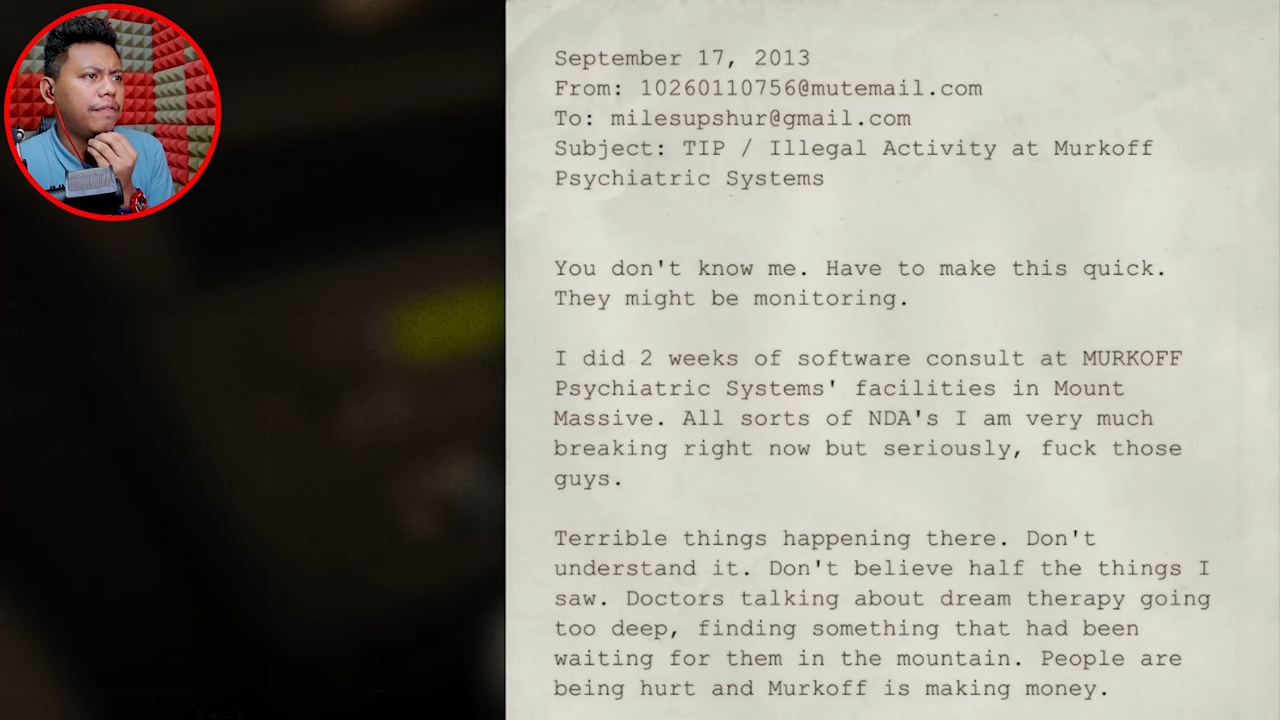 September 17, 2013
From: 10260110756@mutemail.com
To: milesupshur@gmail.com
Subject: TIP / Illegal Activity at Murkoff
Psychiatric Systems
You don't know me. Have to make this quick.
They might be monitoring.
I did 2 weeks of software consult at MURKOFF
Psychiatric Systems' facilities in Mount
Massive. All sorts of NDA's I am very much
breaking right now but seriously, fuck those
guys.
Terrible things happening there. Don't
understand it. Don't believe half the things I
saw. Doctors talking about dream therapy going
too deep, finding something that had been
waiting for them in the mountain. People are
being hurt and Murkoff is making money.